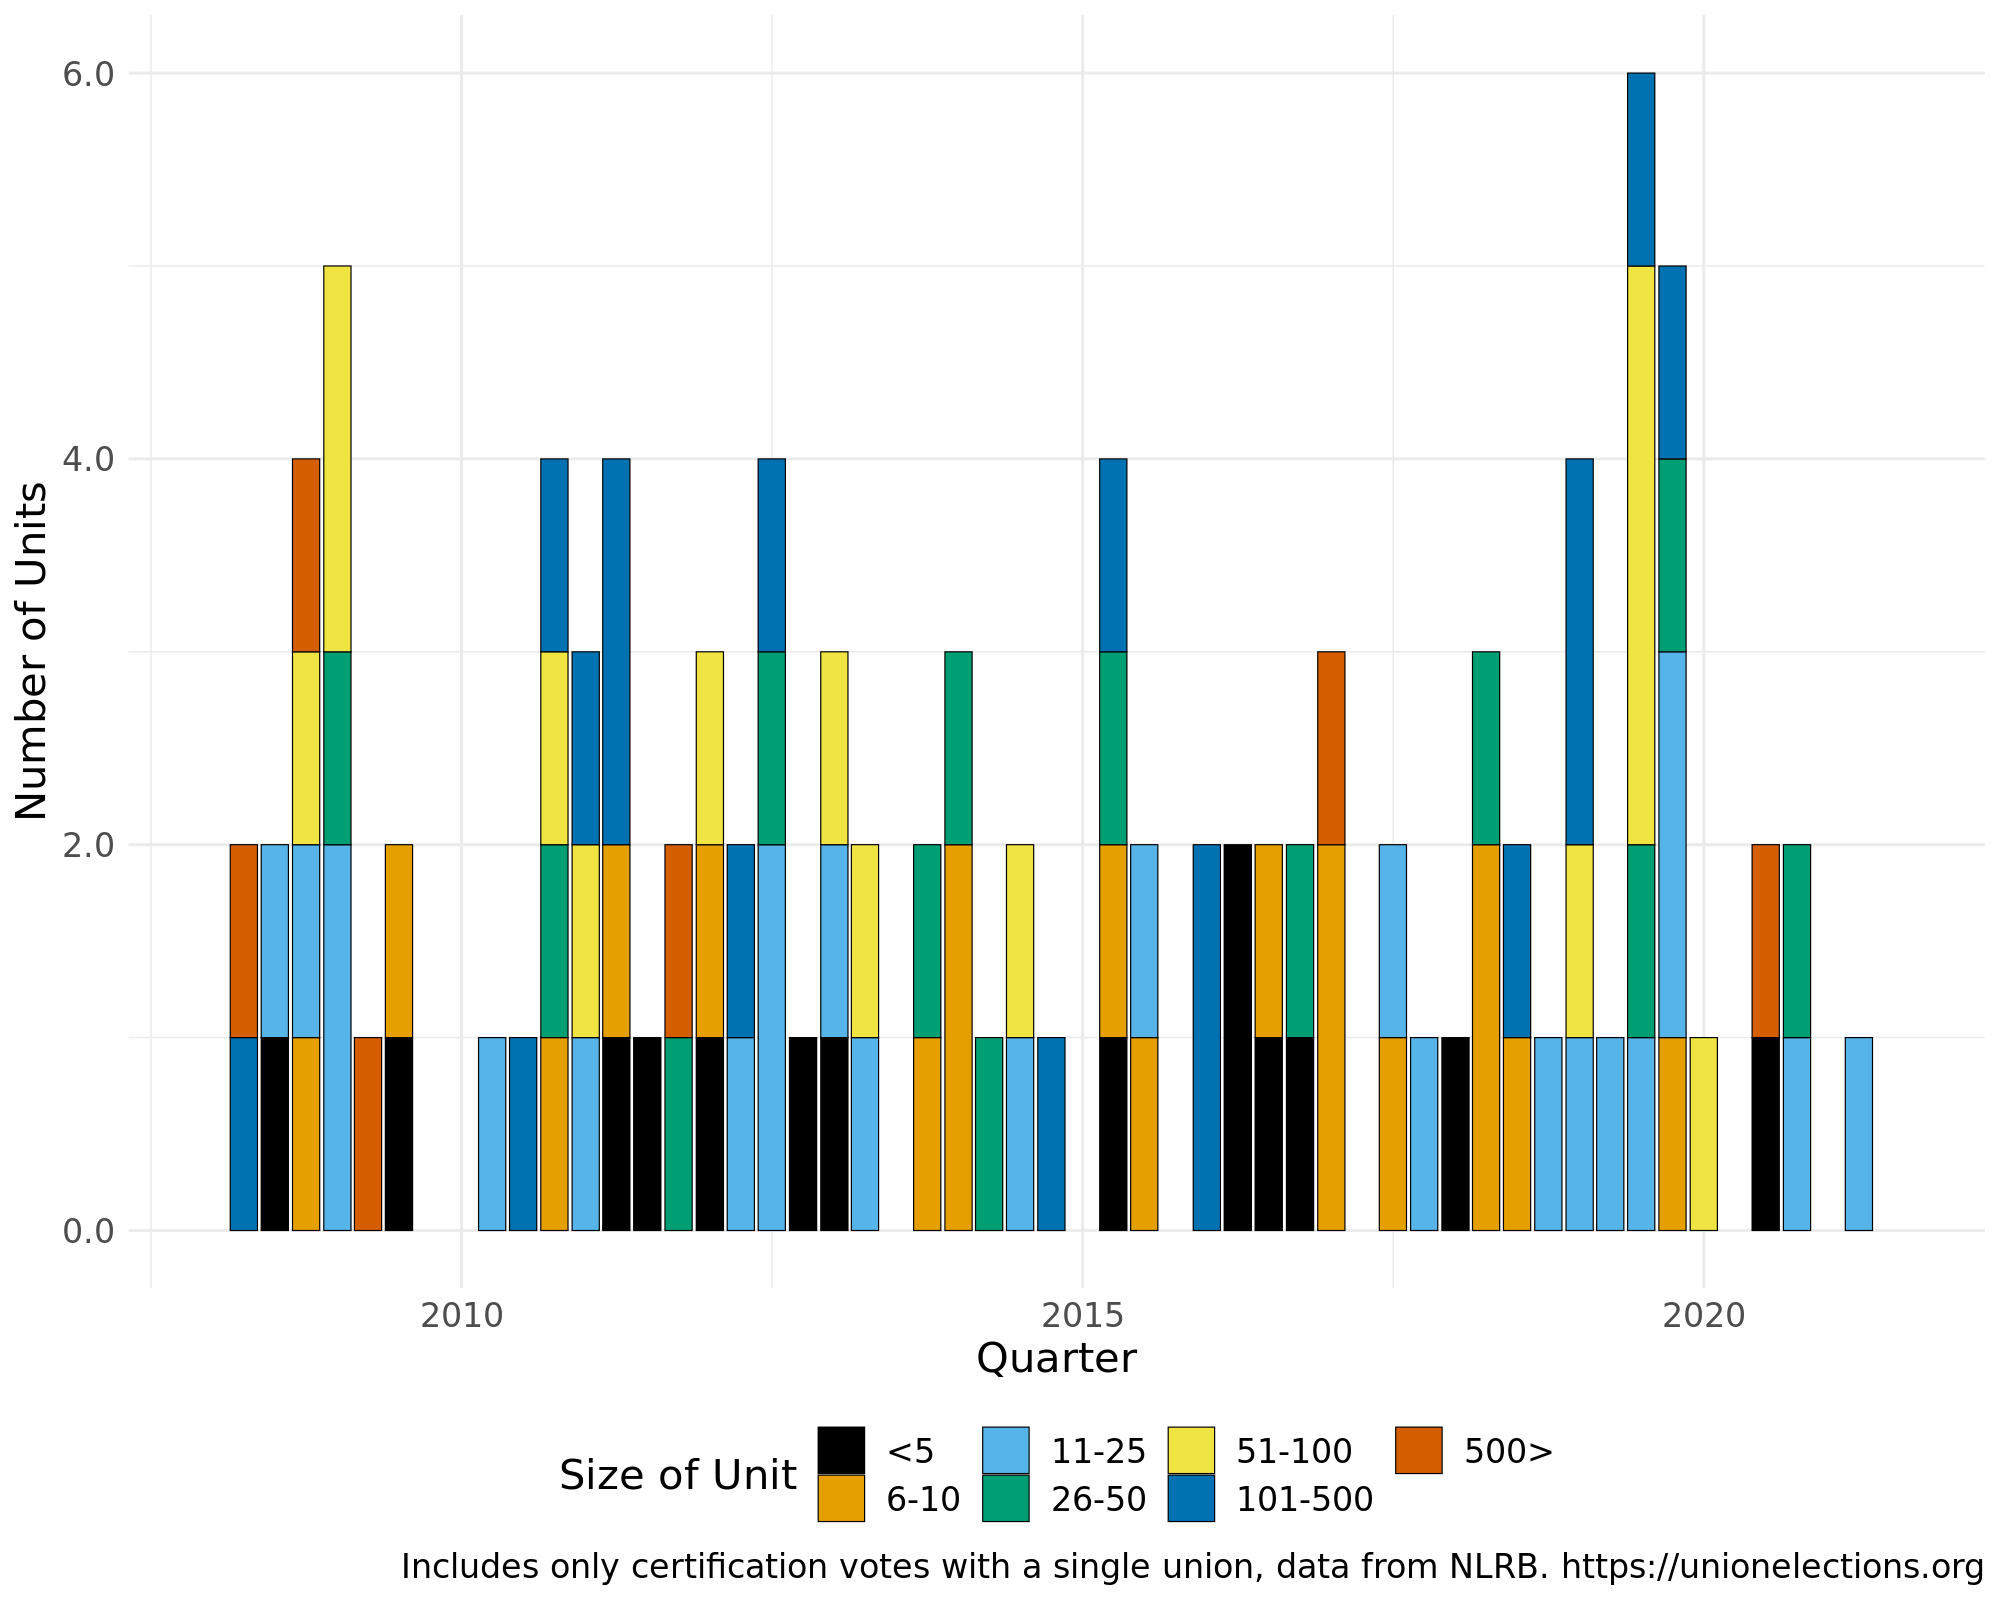 6.0
4.0
2.0
0.0
Number of Units
2010 2015 2020
Quarter
Size of Unit
<5 11-25 51-100 500>
6-10 26-50 101-500
Includes only certification votes with a single union, data from NLRB. https://unionelections.org